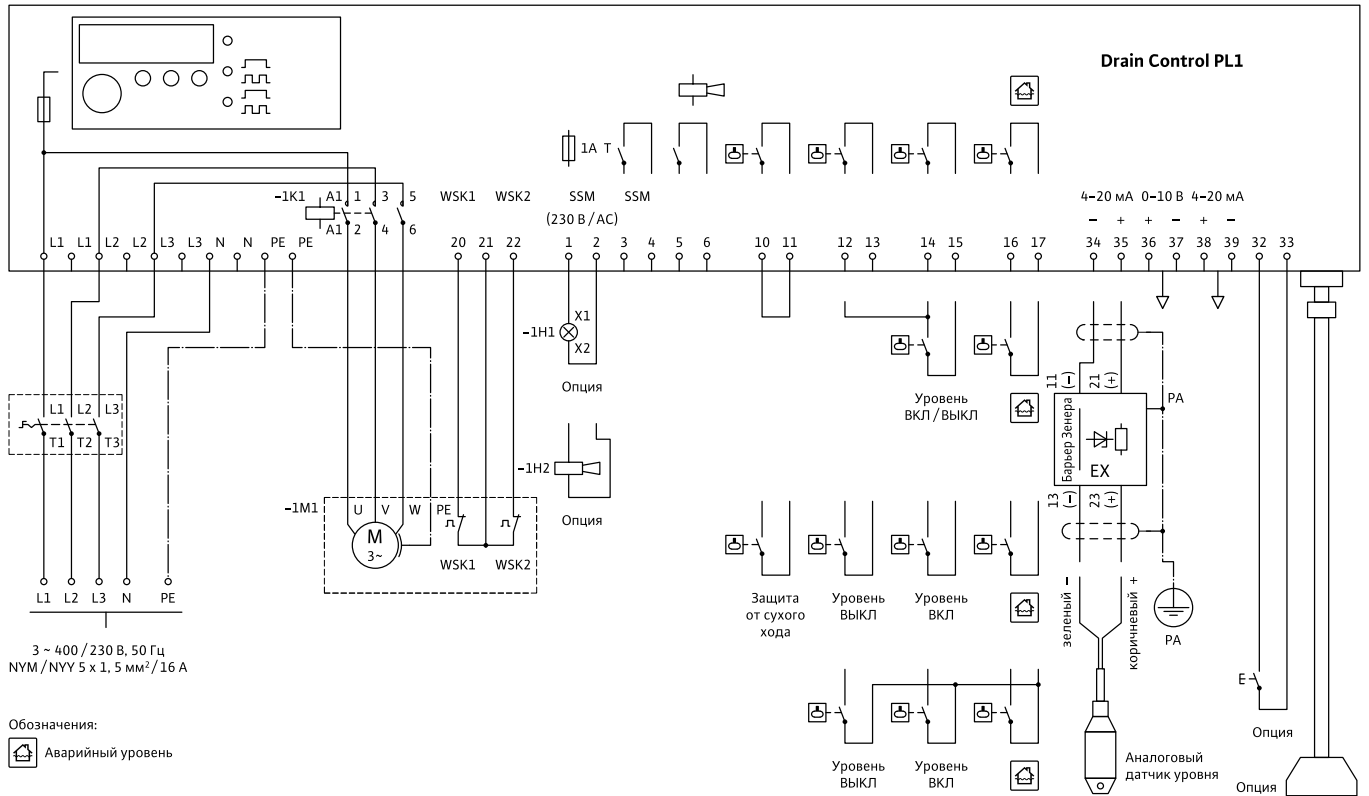 Drain Control PL1
1А Т
-1K1
A1 1 3 5
WSK1 WSK2 SSM SSM
(230 В / АС)
4-20 мА 0-10 В 4-20 мА
- + + - + -
A1 2 4 6
L1 L1 L2 L2 L3 L3 N N PE PE
20 21 22 1 2 3 4 5 6 10 11 12 13 14 15 16 17 34 35 36 37 38 39 32 33
X1
-1H1
X2
Опция
Уровень
ВКЛ / ВЫКЛ
11 (-)
21 (+)
PA
Барьер Зенера
EX
13 (-)
23 (+)
L1 L2 L3
T1 T2 T3
-1H2
Опция
-1M1
U V W PE
M
3~
WSK1 WSK2
L1 L2 L3 N PE
3 ~ 400 / 230 В, 50 Гц
NYM / NYY 5 x 1, 5 мм² / 16 А
Защита
от сухого
хода
Уровень
ВЫКЛ
Уровень
ВКЛ
зеленый -
коричневый +
PA
E
Опция
Обозначения:
Аварийный уровень
Уровень
ВЫКЛ
Уровень
ВКЛ
Аналоговый
датчик уровня
Опция